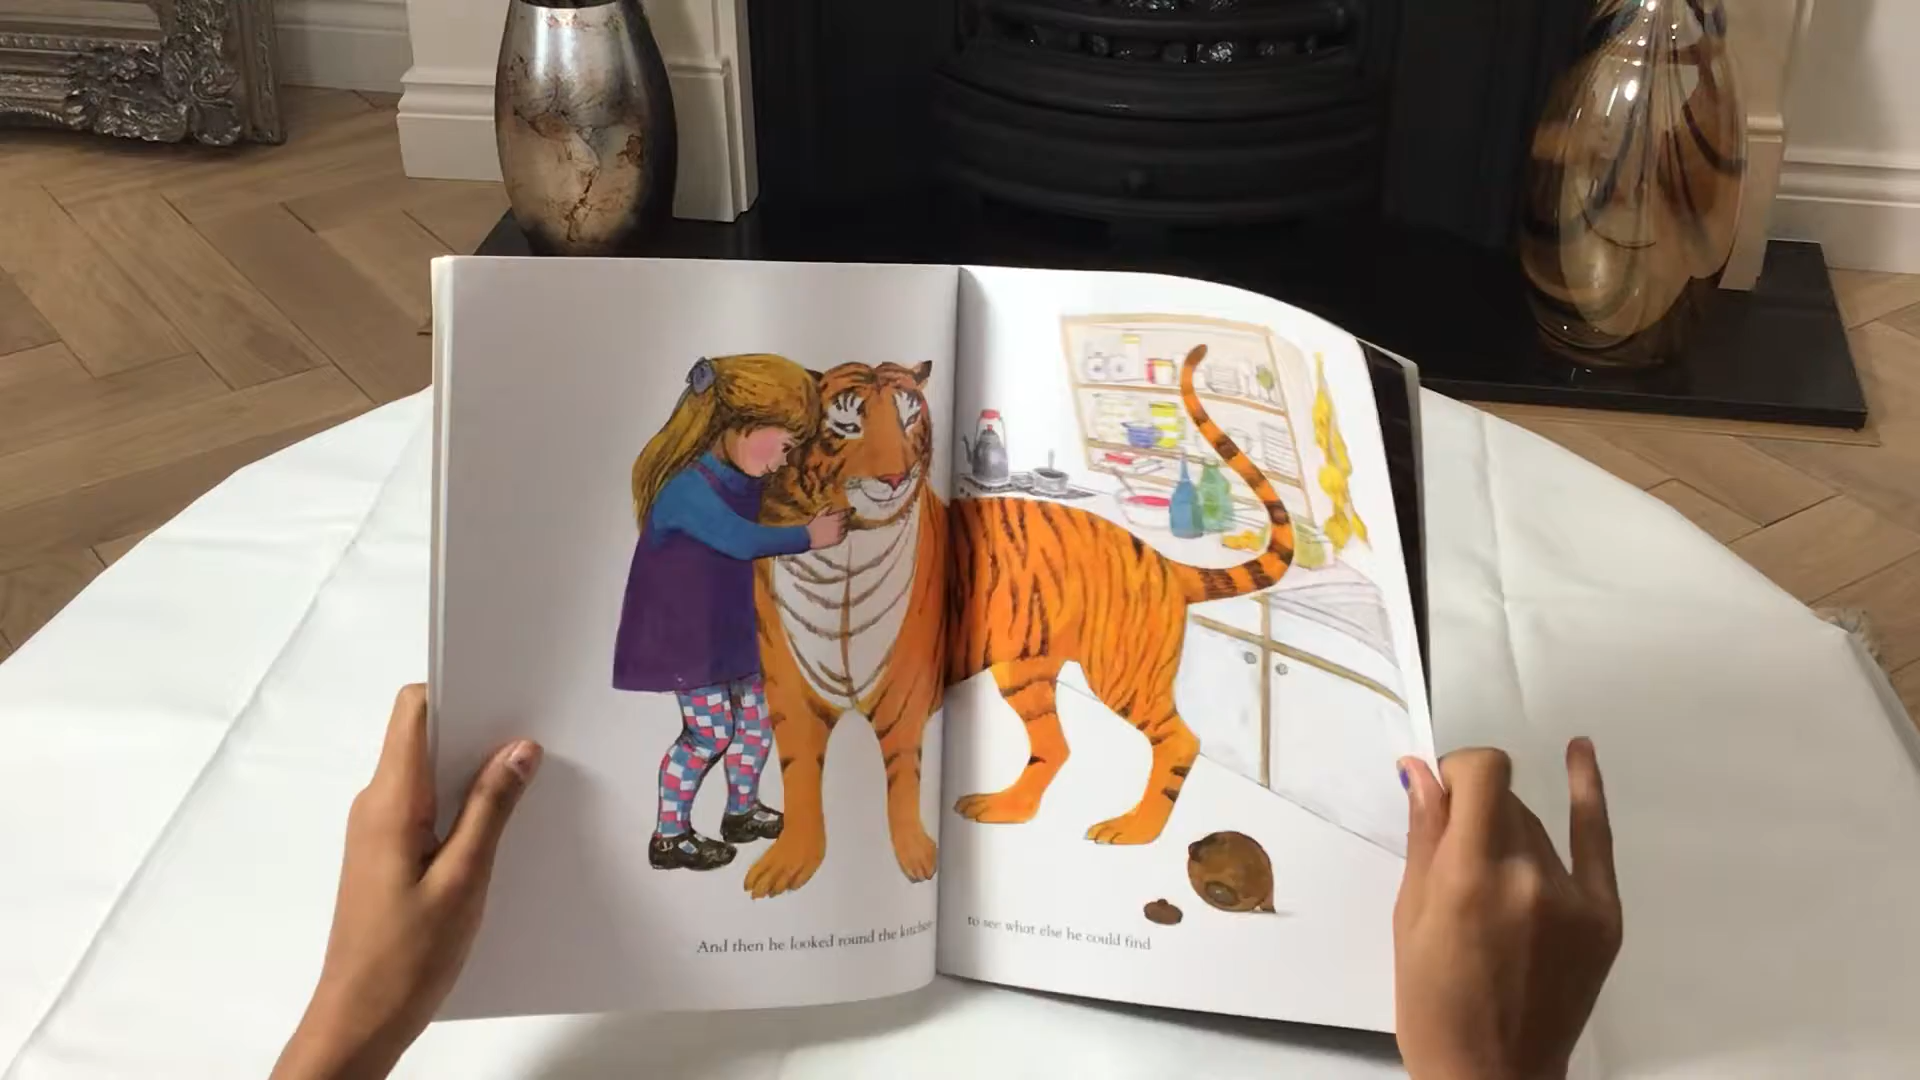 And then he looked round the kitchen
to see what else he could find